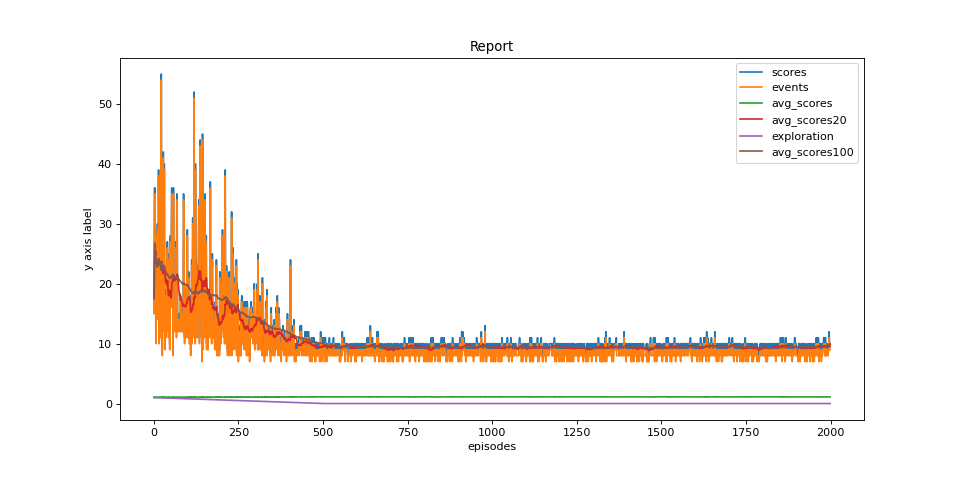 Report
scores
events
avg_scores
avg_scores20
exploration
avg_scores100
y axis label
50
40
30
20
10
0
0 250 500 750 1000 1250 1500 1750 2000
episodes